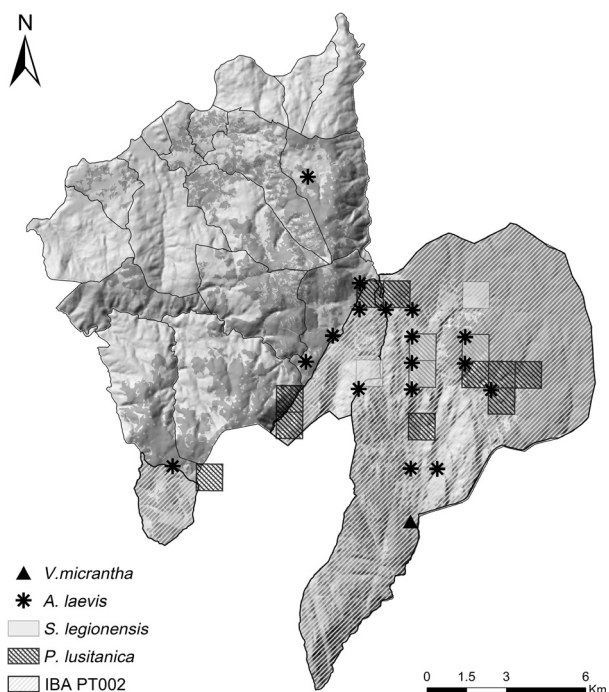 N
V.micrantha
A. laevis
S. legionensis
P. lusitanica
IBA PT002
0 1.5 3 6
Km